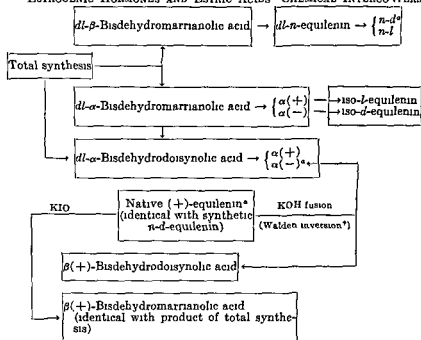 ESTROGENIC HORMONES AND ESTRIC ACIDS CHEMICAL
dl-β-Bisdehydromarrianolic acid → dl-n-equilenin → { n-dᵃ
n-l
Total synthesis
dl-α-Bisdehydromarrianolic acid → { α(+) → iso-l-equilenin
α(−) → iso-d-equilenin
dl-α-Bisdehydrodoisynolic acid → { α(+)
α(−)ᵃ
KIO
Native (+)-equileninᵃ
(identical with synthetic
n-d-equilenin)
KOH fusion
(Walden inversion?)
β(+)-Bisdehydrodoisynolic acid
β(+)-Bisdehydromarrianolic acid
(identical with product of total synthe-
sis)